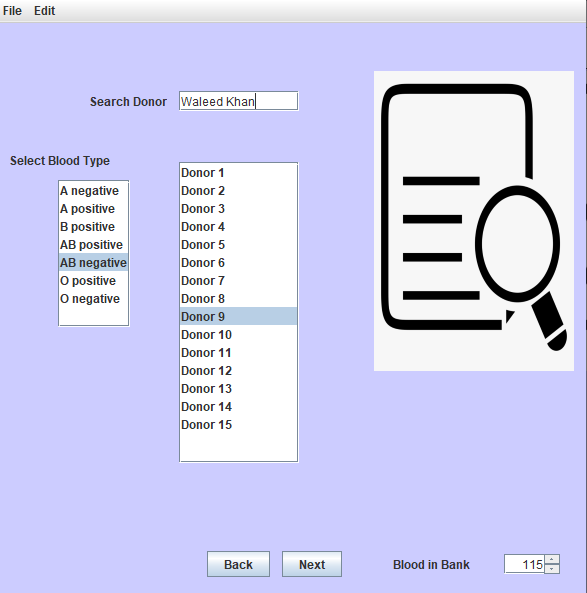 File Edit
Search Donor Waleed Khan
Select Blood Type
A negative
A positive
B positive
AB positive
AB negative
O positive
O negative
Donor 1
Donor 2
Donor 3
Donor 4
Donor 5
Donor 6
Donor 7
Donor 8
Donor 9
Donor 10
Donor 11
Donor 12
Donor 13
Donor 14
Donor 15
Back Next Blood in Bank 115